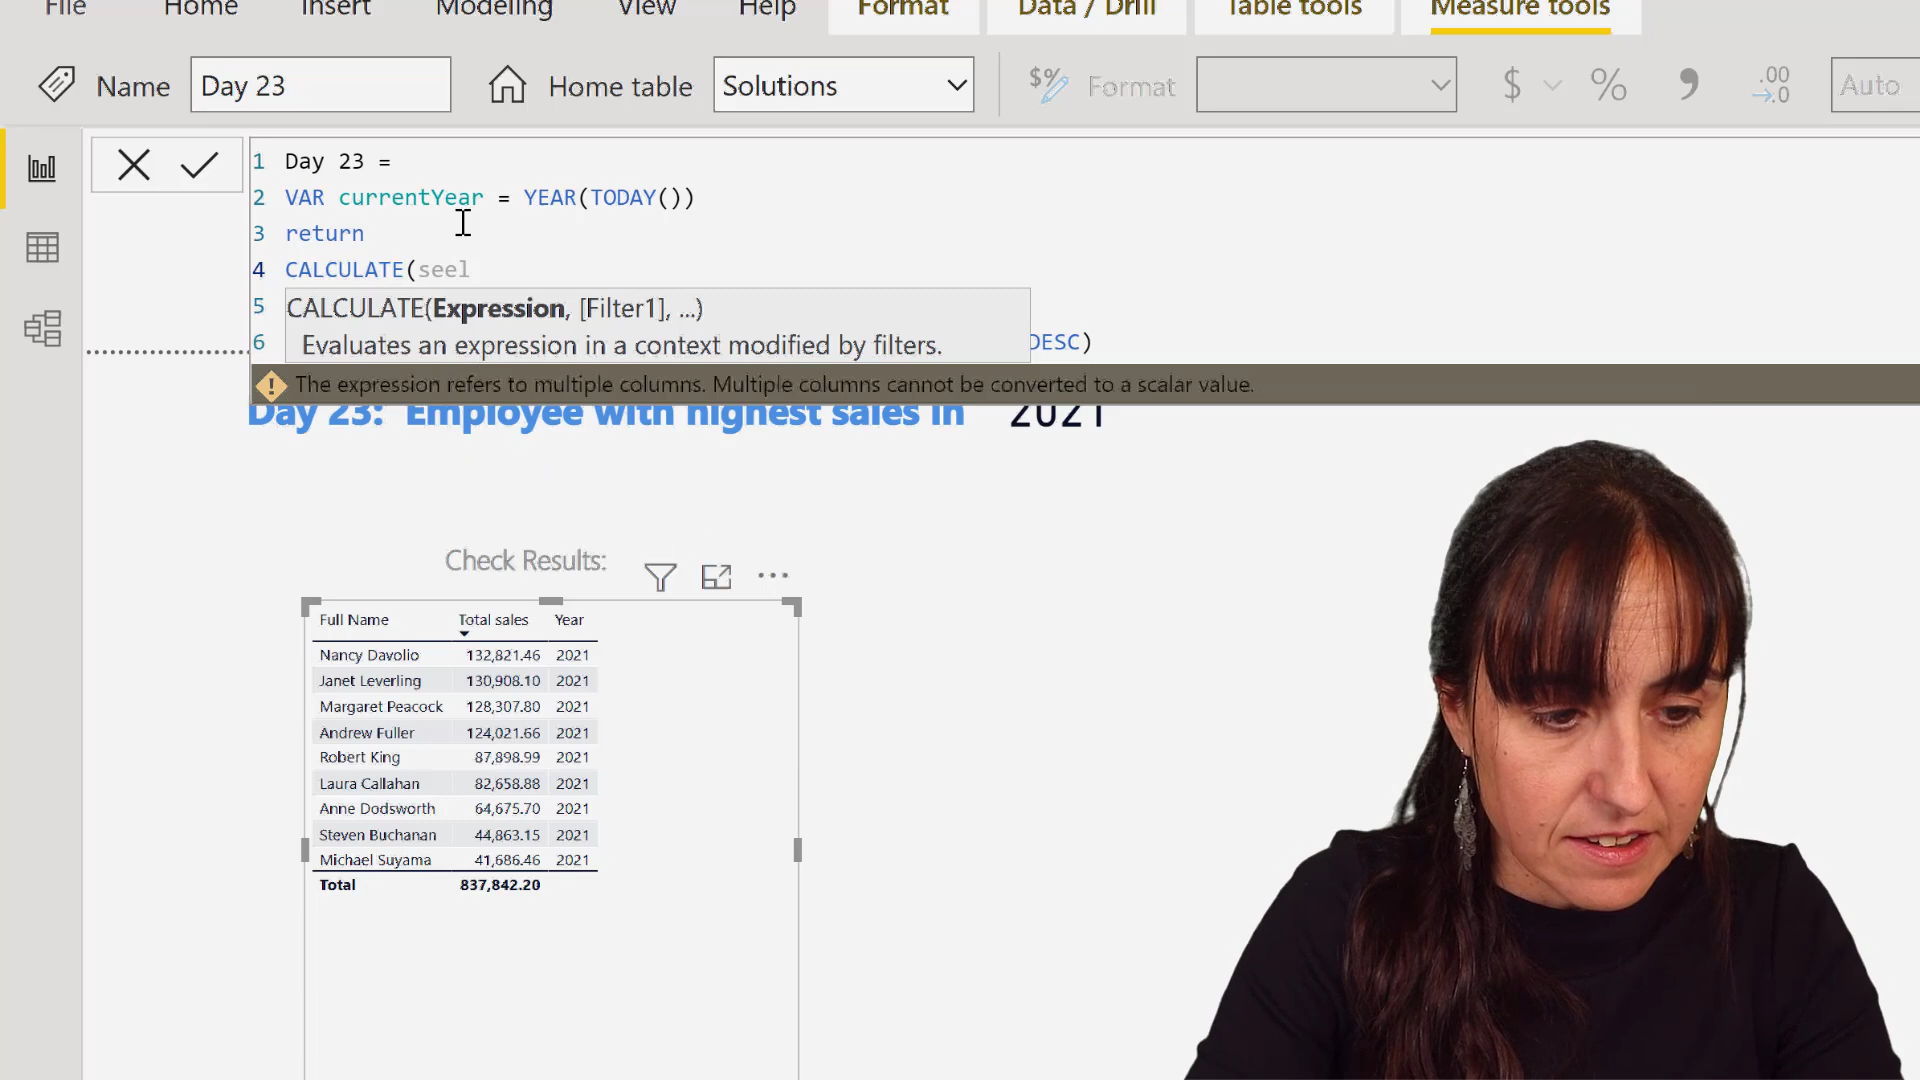 File Home Insert Modeling View Help Format Data / Drill Table tools Measure tools
Name Day 23 Home table Solutions $% Format $ % 9 .00 →.0 Auto
1 Day 23 =
2 VAR currentYear = YEAR(TODAY())
3 return
4 CALCULATE(seel
5 CALCULATE(Expression, [Filter1], ...)
6 Evaluates an expression in a context modified by filters. DESC)
The expression refers to multiple columns. Multiple columns cannot be converted to a scalar value.
Day 23: Employee with highest sales in 2021
Check Results:
Full Name Total sales Year
Nancy Davolio 132,821.46 2021
Janet Leverling 130,908.10 2021
Margaret Peacock 128,307.80 2021
Andrew Fuller 124,021.66 2021
Robert King 87,898.99 2021
Laura Callahan 82,658.88 2021
Anne Dodsworth 64,675.70 2021
Steven Buchanan 44,863.15 2021
Michael Suyama 41,686.46 2021
Total 837,842.20